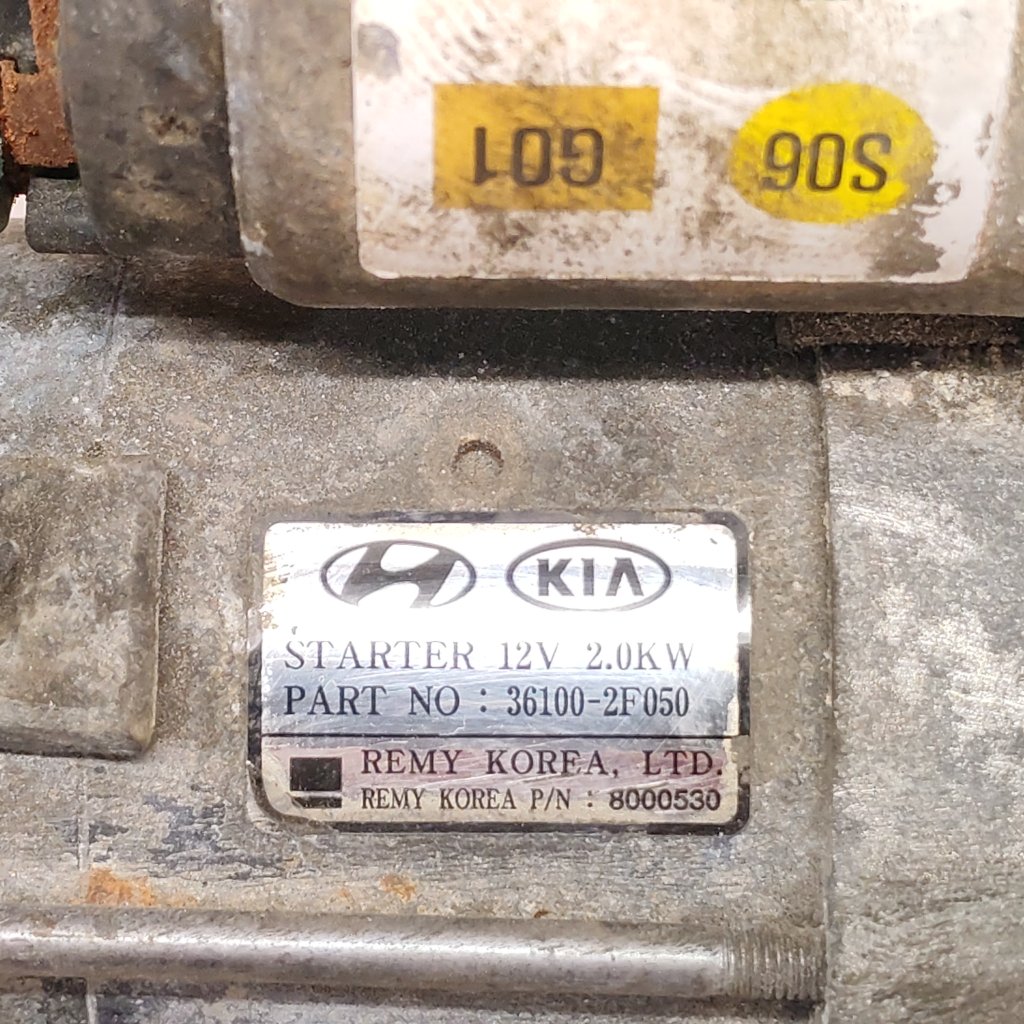 G01
S06
KIA
STARTER 12V 2.0KW
PART NO : 36100-2F050
REMY KOREA, LTD.
REMY KOREA P/N : 8000530